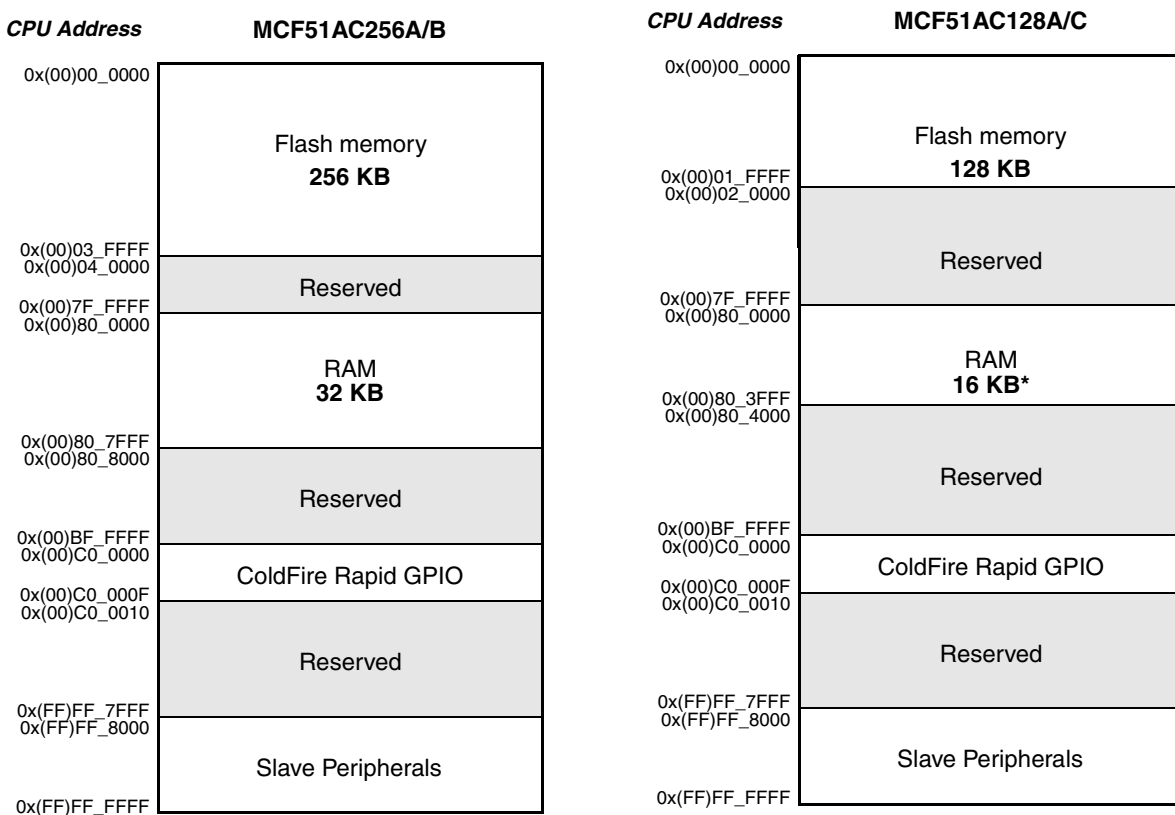 CPU Address
MCF51AC256A/B
0x(00)00_0000
Flash memory
256 KB
0x(00)03_FFFF
0x(00)04_0000
Reserved
0x(00)7F_FFFF
0x(00)80_0000
RAM
32 KB
0x(00)80_7FFF
0x(00)80_8000
Reserved
0x(00)BF_FFFF
0x(00)C0_0000
ColdFire Rapid GPIO
0x(00)C0_000F
0x(00)C0_0010
Reserved
0x(FF)FF_7FFF
0x(FF)FF_8000
Slave Peripherals
0x(FF)FF_FFFF
CPU Address
MCF51AC128A/C
0x(00)00_0000
Flash memory
128 KB
0x(00)01_FFFF
0x(00)02_0000
Reserved
0x(00)7F_FFFF
0x(00)80_0000
RAM
16 KB*
0x(00)80_3FFF
0x(00)80_4000
Reserved
0x(00)BF_FFFF
0x(00)C0_0000
ColdFire Rapid GPIO
0x(00)C0_000F
0x(00)C0_0010
Reserved
0x(FF)FF_7FFF
0x(FF)FF_8000
Slave Peripherals
0x(FF)FF_FFFF